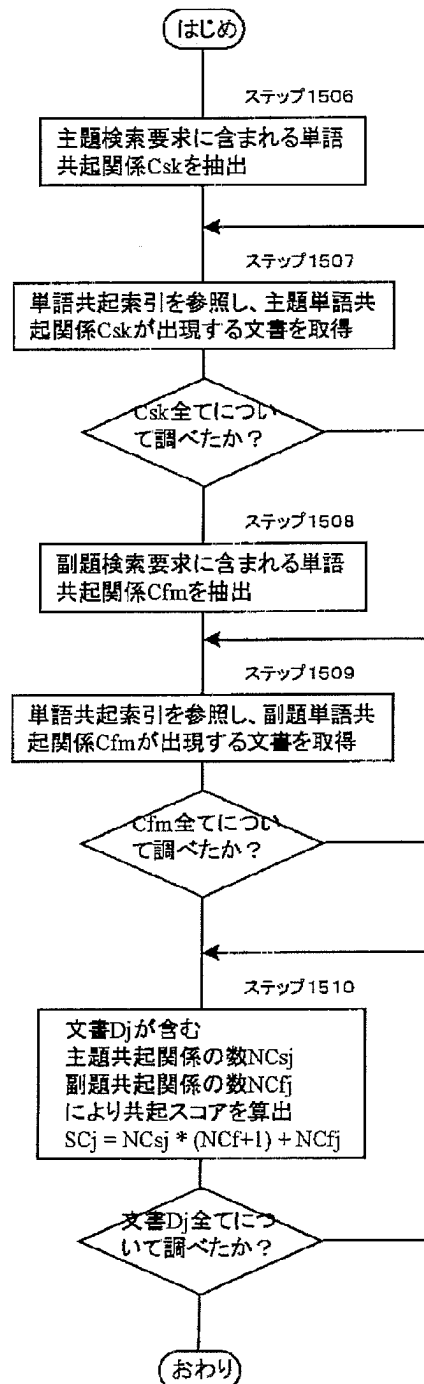 はじめ
ステップ1506
主題検索要求に含まれる単語
共起関係Cskを抽出
ステップ1507
単語共起索引を参照し、主題単語共
起関係Cskが出現する文書を取得
Csk全てについ
て調べたか？
ステップ1508
副題検索要求に含まれる単語
共起関係Cfmを抽出
ステップ1509
単語共起索引を参照し、副題単語共
起関係Cfmが出現する文書を取得
Cfm全てについ
て調べたか？
ステップ1510
文書Djが含む
主題共起関係の数NCsj
副題共起関係の数NCfj
により共起スコアを算出
SCj = NCsj * (NCf+1) + NCfj
文書Dj全てにつ
いて調べたか？
おわり